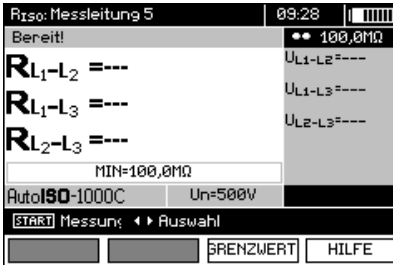 RISO: Messleitung 5 09:28
Bereit! 100,0MΩ
RL1-L2 =---
UL1-L2=---
RL1-L3 =---
UL1-L3=---
RL2-L3 =---
UL2-L3=---
MIN=100,0MΩ
AutoISO-1000C Un=500V
START Messung Auswahl
GRENZWERT HILFE